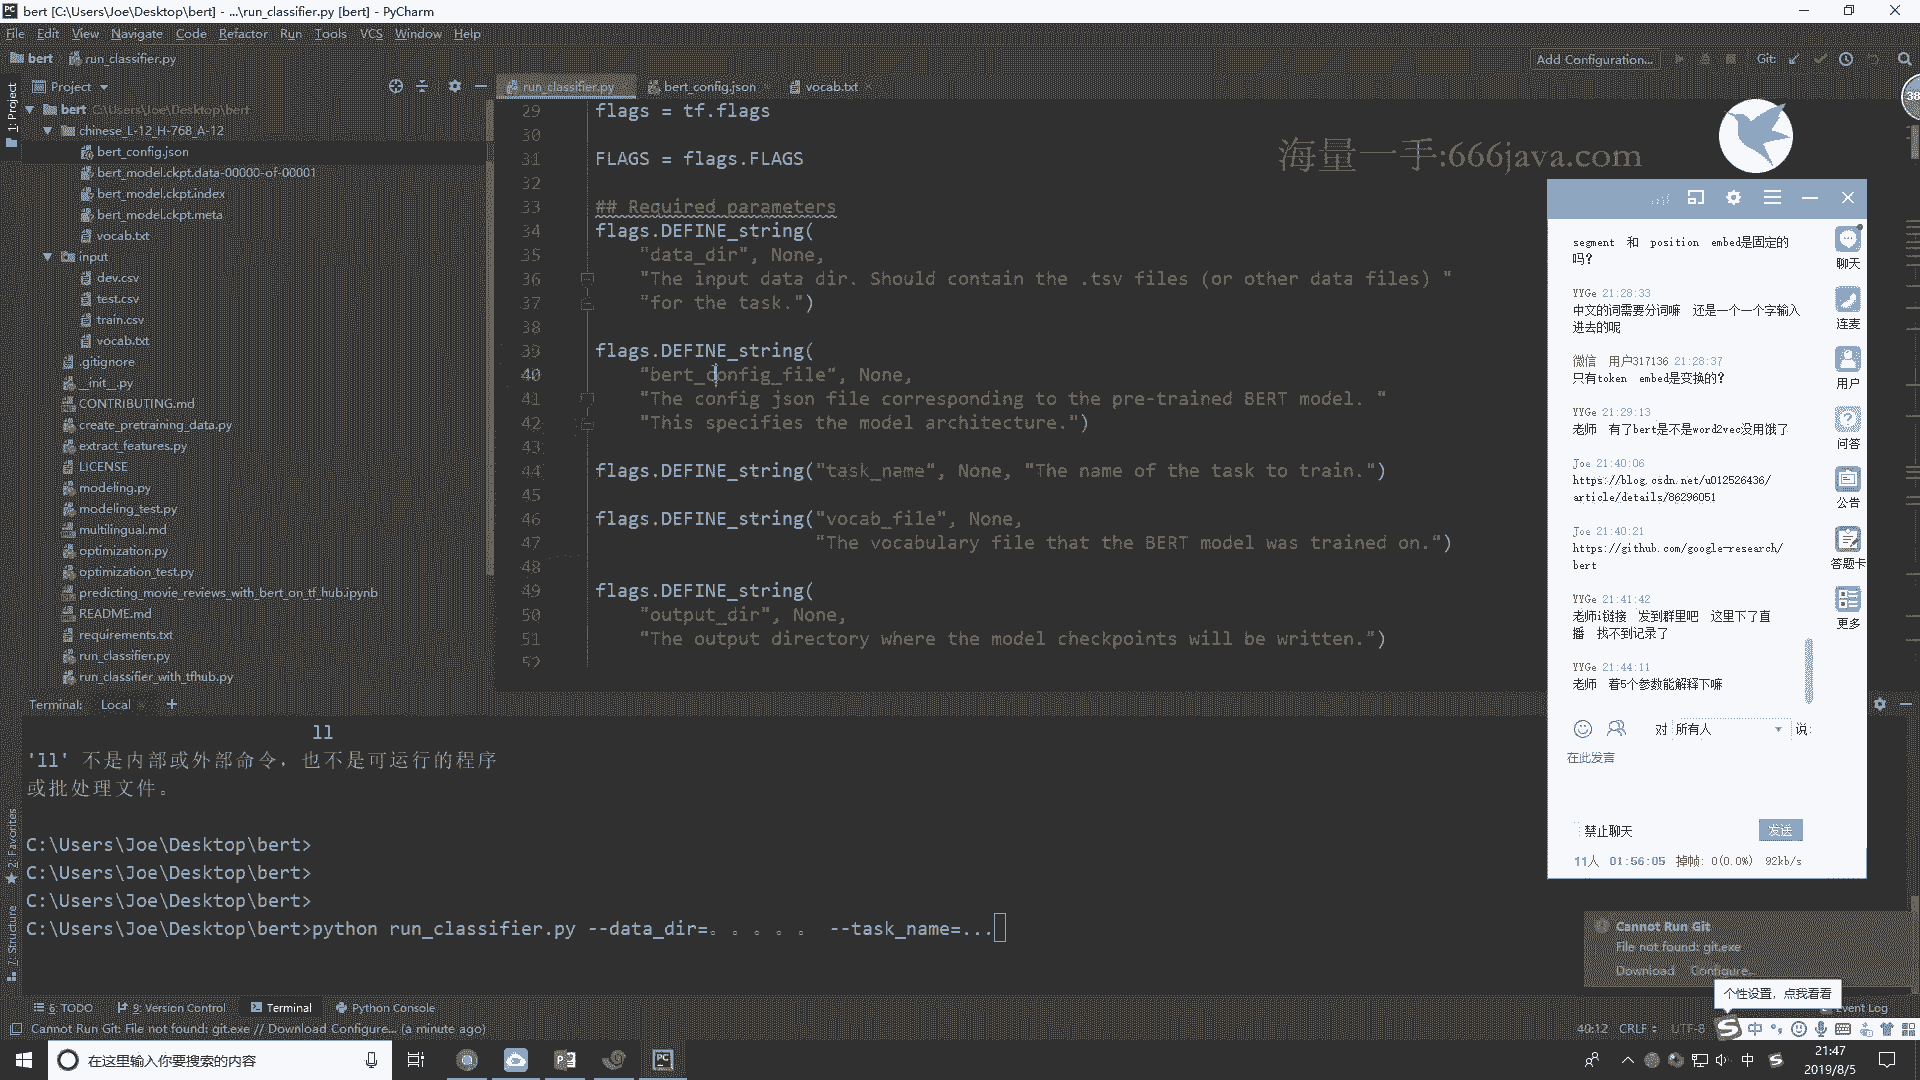 bert [C:\Users\Joe\Desktop\bert] - ...\run_classifier.py [bert] - PyCharm
File Edit View Navigate Code Refactor Run Tools VCS Window Help
bert run_classifier.py
Add Configuration...
Git:
1: Project
Project
run_classifier.py
bert_config.json
vocab.txt
38
bert C:\Users\Joe\Desktop\bert
chinese_L-12_H-768_A-12
bert_config.json
bert_model.ckpt.data-00000-of-00001
bert_model.ckpt.index
bert_model.ckpt.meta
vocab.txt
input
dev.csv
test.csv
train.csv
vocab.txt
.gitignore
__init__.py
CONTRIBUTING.md
create_pretraining_data.py
extract_features.py
LICENSE
modeling.py
modeling_test.py
multilingual.md
optimization.py
optimization_test.py
predicting_movie_reviews_with_bert_on_tf_hub.ipynb
README.md
requirements.txt
run_classifier.py
run_classifier_with_tfhub.py
29 flags = tf.flags
30
31 FLAGS = flags.FLAGS
32
33 ## Required parameters
34 flags.DEFINE_string(
35 "data_dir", None,
36 "The input data dir. Should contain the .tsv files (or other data files) "
37 "for the task.")
38
39 flags.DEFINE_string(
40 "bert_config_file", None,
41 "The config json file corresponding to the pre-trained BERT model. "
42 "This specifies the model architecture.")
43
44 flags.DEFINE_string("task_name", None, "The name of the task to train.")
45
46 flags.DEFINE_string("vocab_file", None,
47 "The vocabulary file that the BERT model was trained on.")
48
49 flags.DEFINE_string(
50 "output_dir", None,
51 "The output directory where the model checkpoints will be written.")
52
海量一手:666java.com
segment 和 position embed是固定的
吗?
YYGe 21:28:33
中文的词需要分词嘛 还是一个一个字输入
进去的呢
微信 用户317136 21:28:37
只有token embed是变换的?
YYGe 21:29:13
老师 有了bert是不是word2vec没用饿了
Joe 21:40:06
https://blog.csdn.net/u012526436/
article/details/86296051
Joe 21:40:21
https://github.com/google-research/
bert
YYGe 21:41:42
老师i链接 发到群里吧 这里下了直
播 找不到记录了
YYGe 21:44:11
老师 着5个参数能解释下嘛
聊天
连麦
用户
问答
公告
答题卡
更多
对 所有人 说:
在此发言
禁止聊天
发送
11人 01:56:05 掉帧: 0(0.0%) 92kb/s
Terminal: Local +
ll
'll' 不是内部或外部命令，也不是可运行的程序
或批处理文件。
C:\Users\Joe\Desktop\bert>
C:\Users\Joe\Desktop\bert>
C:\Users\Joe\Desktop\bert>
C:\Users\Joe\Desktop\bert>python run_classifier.py --data_dir=。。。。。 --task_name=...
2: Favorites
7: Structure
Cannot Run Git
File not found: git.exe
Download Configure...
个性设置，点我看看
6: TODO 9: Version Control Terminal Python Console
Event Log
Cannot Run Git: File not found: git.exe // Download Configure... (a minute ago)
40:12 CRLF UTF-8
中
在这里输入你要搜索的内容
中
21:47
2019/8/5